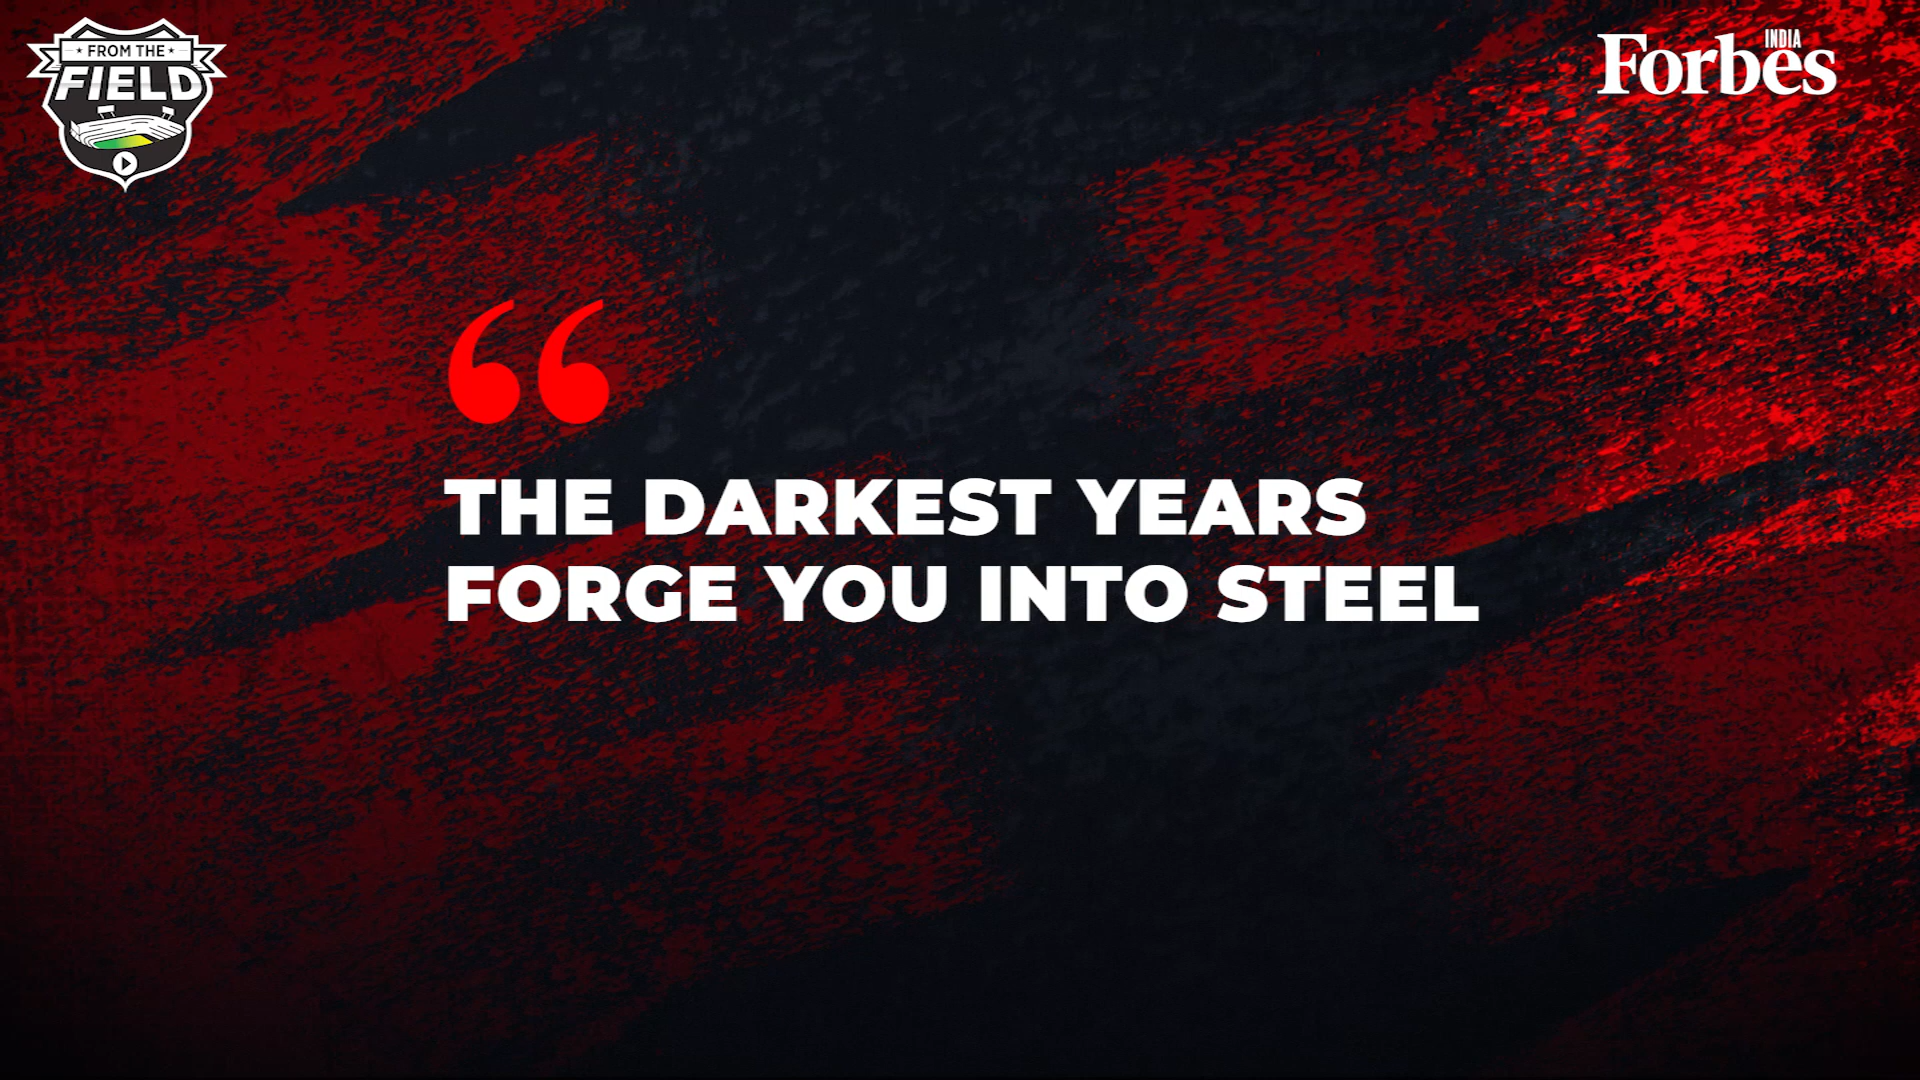 ★ FROM THE ★
FIELD
Forbes
INDIA
“
THE DARKEST YEARS
FORGE YOU INTO STEEL